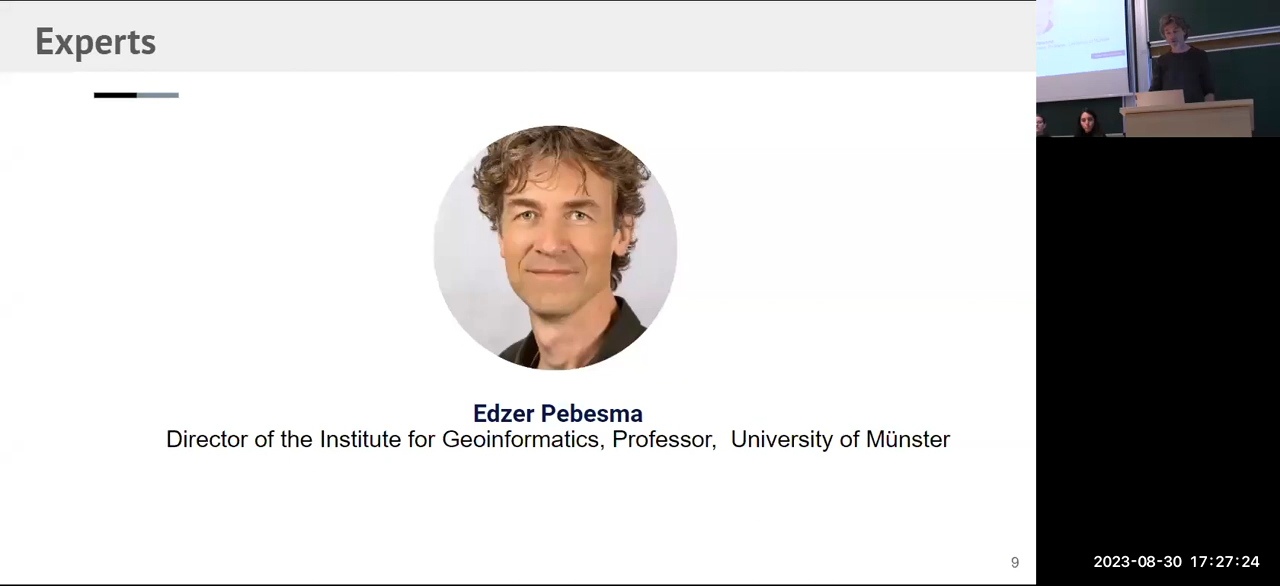 Experts
Edzer Pebesma
Director of the Institute for Geoinformatics, Professor, University of Münster
9
2023-08-30 17:27:24